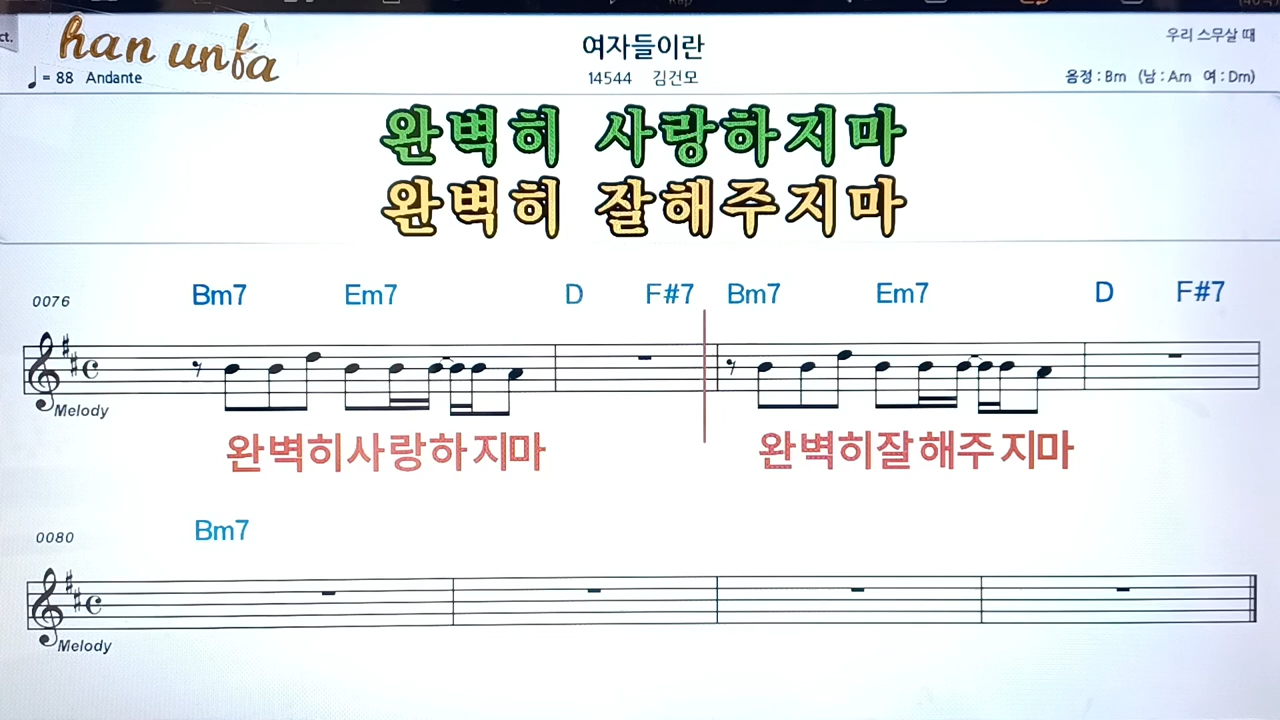 ct.
han unfa
여자들이란
우리 스무살 때
♩= 88 Andante
14544 김건모
음정 : Bm (남 : Am 여 : Dm)
완벽히 사랑하지마
완벽히 잘해주지마
0076 Bm7 Em7 D F#7 Bm7 Em7 D F#7
Melody
완벽히사랑하지마 완벽히잘해주지마
0080 Bm7
Melody